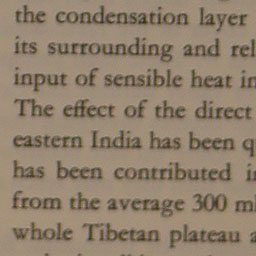 the condensation layer
its surrounding and rel
input of sensible heat in
The effect of the direct
eastern India has been q
has been contributed i
from the average 300 m
whole Tibetan plateau a